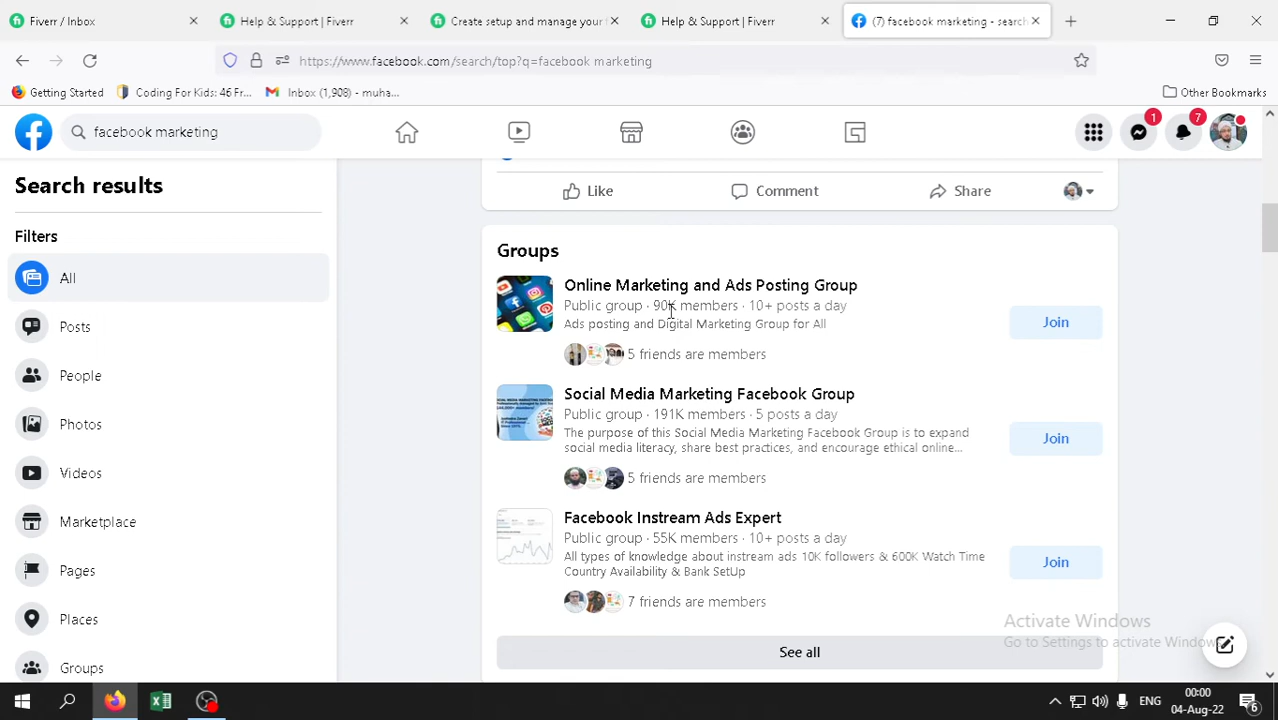 Fiverr / Inbox
Help & Support | Fiverr
Create setup and manage your f
Help & Support | Fiverr
(7) facebook marketing - search
https://www.facebook.com/search/top?q=facebook marketing
Getting Started
Coding For Kids: 46 Fr...
Inbox (1,908) - muha...
Other Bookmarks
facebook marketing
1
7
Search results
Filters
All
Posts
People
Photos
Videos
Marketplace
Pages
Places
Groups
Like
Comment
Share
Groups
Online Marketing and Ads Posting Group
Public group · 90K members · 10+ posts a day
Ads posting and Digital Marketing Group for All
5 friends are members
Join
Social Media Marketing Facebook Group
Public group · 191K members · 5 posts a day
The purpose of this Social Media Marketing Facebook Group is to expand
social media literacy, share best practices, and encourage ethical online...
5 friends are members
Join
Facebook Instream Ads Expert
Public group · 55K members · 10+ posts a day
All types of knowledge about instream ads 10K followers & 600K Watch Time
Country Availability & Bank SetUp
7 friends are members
Join
See all
Activate Windows
Go to Settings to activate Windows.
ENG
00:00
04-Aug-22
6